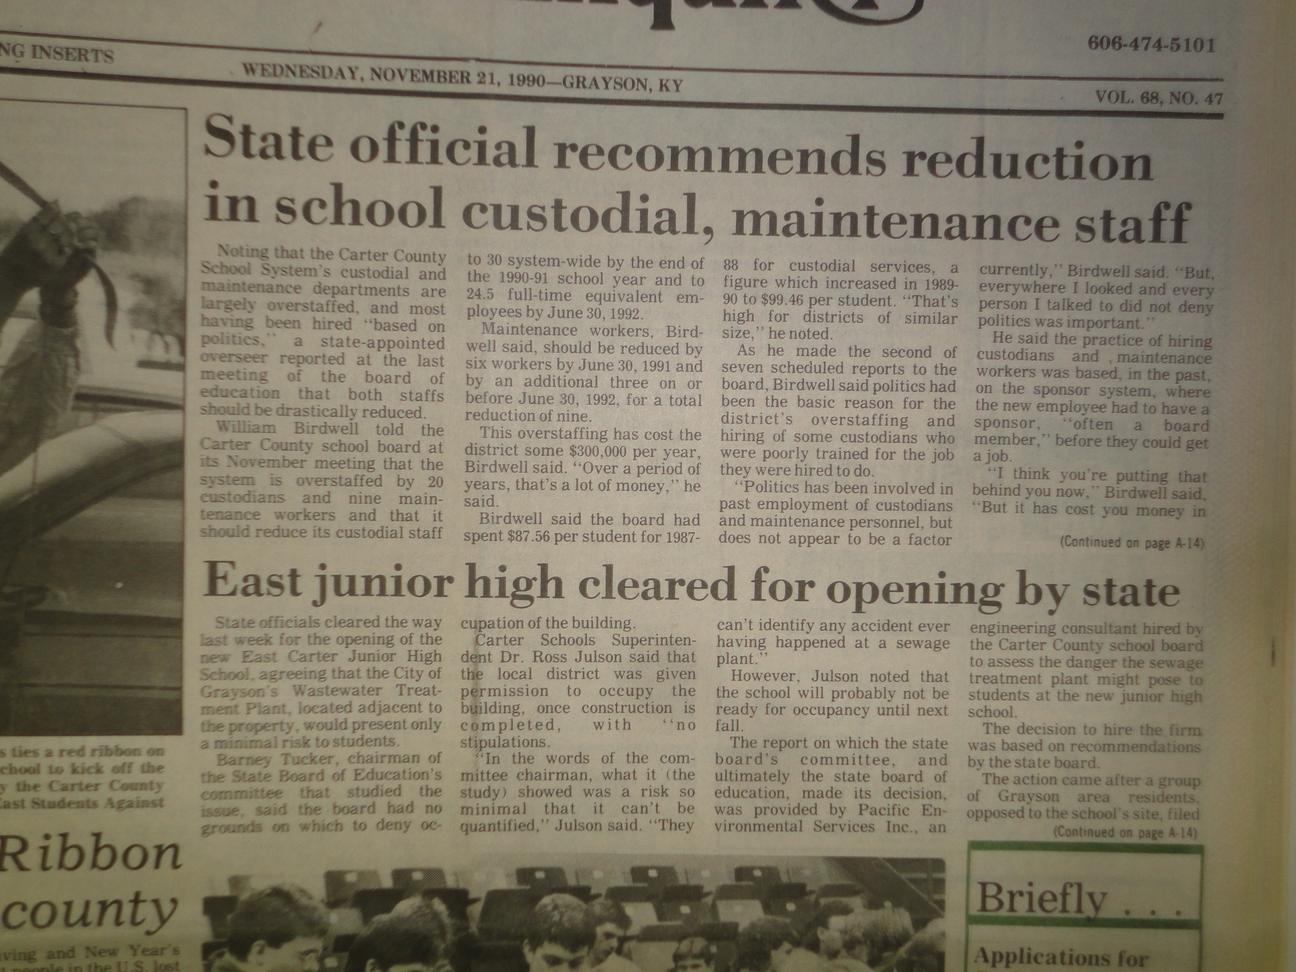 606-474-5101
NG INSERTS
WEDNESDAY, NOVEMBER 21, 1990—GRAYSON, KY
VOL. 68, NO. 47
State official recommends reduction
in school custodial, maintenance staff
Noting that the Carter County
School System's custodial and
maintenance departments are
largely overstaffed, and most
having been hired "based on
politics," a state-appointed
overseer reported at the last
meeting of the board of
education that both staffs
should be drastically reduced.
William Birdwell told the
Carter County school board at
its November meeting that the
system is overstaffed by 20
custodians and nine main-
tenance workers and that it
should reduce its custodial staff
to 30 system-wide by the end of
the 1990-91 school year and to
24.5 full-time equivalent em-
ployees by June 30, 1992.
Maintenance workers, Bird-
well said, should be reduced by
six workers by June 30, 1991 and
by an additional three on or
before June 30, 1992, for a total
reduction of nine.
This overstaffing has cost the
district some $300,000 per year,
Birdwell said. "Over a period of
years, that's a lot of money," he
said.
Birdwell said the board had
spent $87.56 per student for 1987-
88 for custodial services, a
figure which increased in 1989-
90 to $99.46 per student. "That's
high for districts of similar
size," he noted.
As he made the second of
seven scheduled reports to the
board, Birdwell said politics had
been the basic reason for the
district's overstaffing and
hiring of some custodians who
were poorly trained for the job
they were hired to do.
"Politics has been involved in
past employment of custodians
and maintenance personnel, but
does not appear to be a factor
currently," Birdwell said. "But,
everywhere I looked and every
person I talked to did not deny
politics was important."
He said the practice of hiring
custodians and maintenance
workers was based, in the past,
on the sponsor system, where
the new employee had to have a
sponsor, "often a board
member," before they could get
a job.
"I think you're putting that
behind you now," Birdwell said,
"But it has cost you money in
(Continued on page A-14)
East junior high cleared for opening by state
State officials cleared the way
last week for the opening of the
new East Carter Junior High
School, agreeing that the City of
Grayson's Wastewater Treat-
ment Plant, located adjacent to
the property, would present only
a minimal risk to students.
Barney Tucker, chairman of
the State Board of Education's
committee that studied the
issue, said the board had no
grounds on which to deny oc-
cupation of the building.
Carter Schools Superinten-
dent Dr. Ross Julson said that
the local district was given
permission to occupy the
building, once construction is
completed, with "no
stipulations.
"In the words of the com-
mittee chairman, what it (the
study) showed was a risk so
minimal that it can't be
quantified," Julson said. "They
can't identify any accident ever
having happened at a sewage
plant."
However, Julson noted that
the school will probably not be
ready for occupancy until next
fall.
The report on which the state
board's committee, and
ultimately the state board of
education, made its decision,
was provided by Pacific En-
vironmental Services Inc., an
engineering consultant hired by
the Carter County school board
to assess the danger the sewage
treatment plant might pose to
students at the new junior high
school.
The decision to hire the firm
was based on recommendations
by the state board.
The action came after a group
of Grayson area residents,
opposed to the school's site, filed
(Continued on page A-14)
s ties a red ribbon on
chool to kick off the
y the Carter County
East Students Against
Ribbon
county
ving and New Year's
people in the U.S. lost
Briefly . . .
Applications for